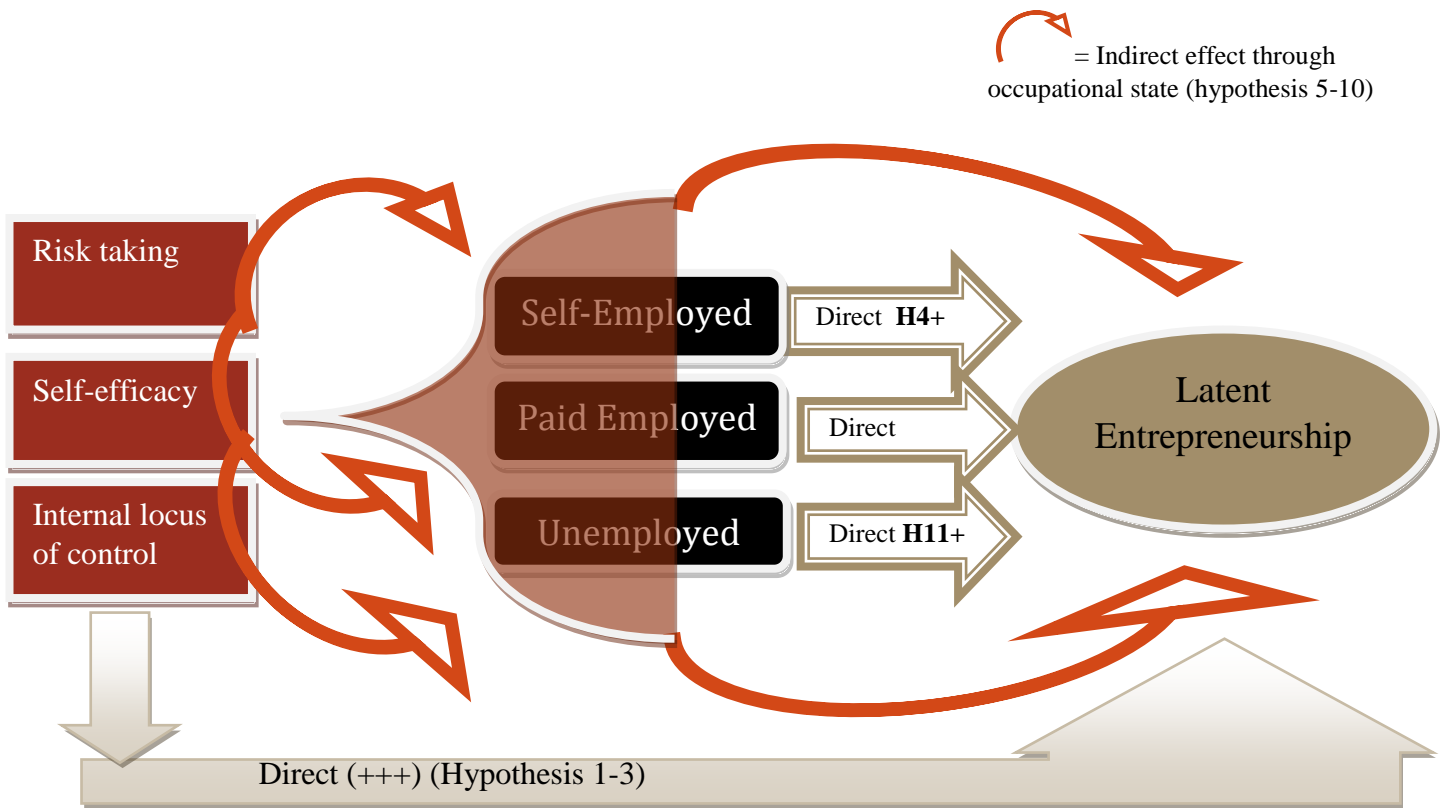 = Indirect effect through
occupational state (hypothesis 5-10)
Risk taking
Self-efficacy
Internal locus
of control
Self-Employed
Paid Employed
Unemployed
Direct H4+
Direct
Direct H11+
Latent
Entrepreneurship
Direct (+++) (Hypothesis 1-3)